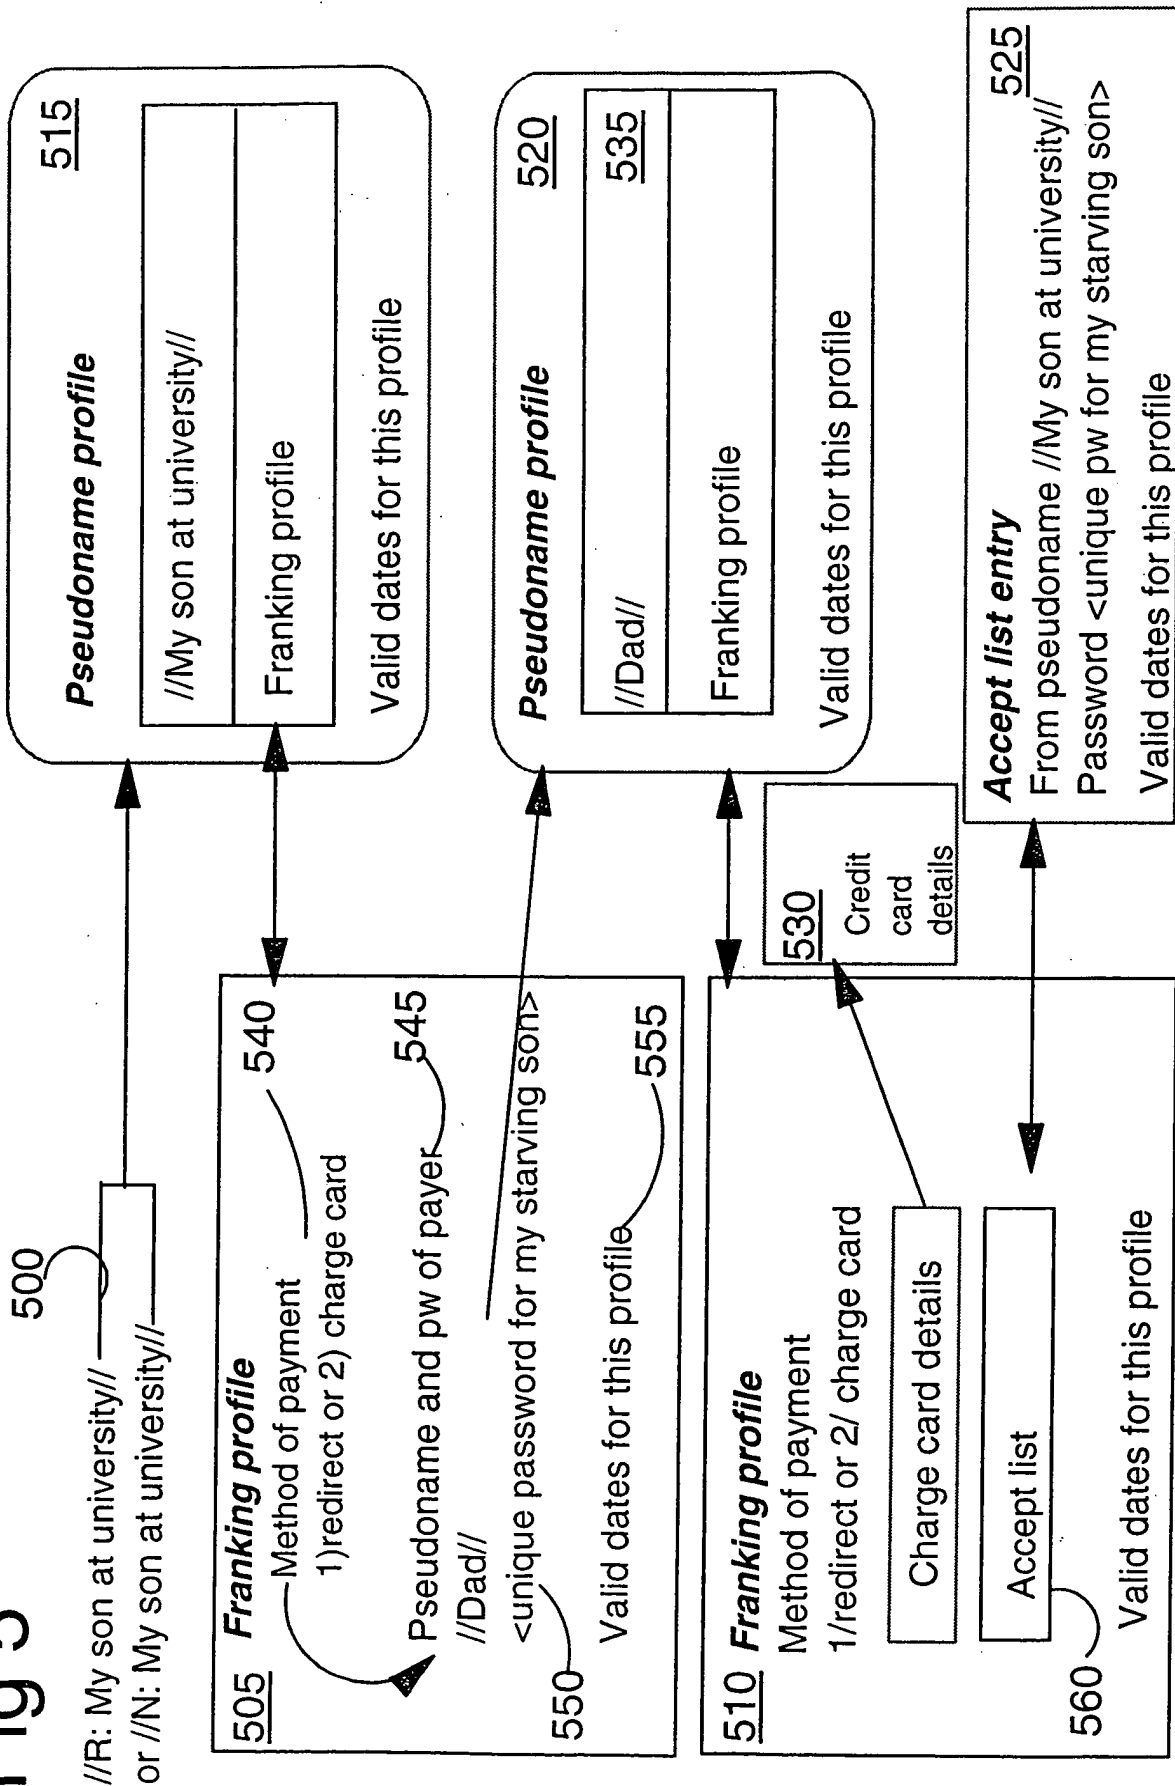 Fig 5
//R: My son at university//
or //N: My son at university//
500
Pseudoname profile
515
//My son at university//
Franking profile
Valid dates for this profile
505 Franking profile
540
Method of payment
1)redirect or 2) charge card
Pseudoname and pw of payer
545
//Dad//
<unique password for my starving son>
550
Valid dates for this profile
555
Pseudoname profile
520
//Dad//
535
Franking profile
Valid dates for this profile
510 Franking profile
Method of payment
1/redirect or 2/ charge card
Charge card details
Accept list
560
Valid dates for this profile
530
Credit
card
details
525
Accept list entry
From pseudoname //My son at university//
Password <unique pw for my starving son>
Valid dates for this profile